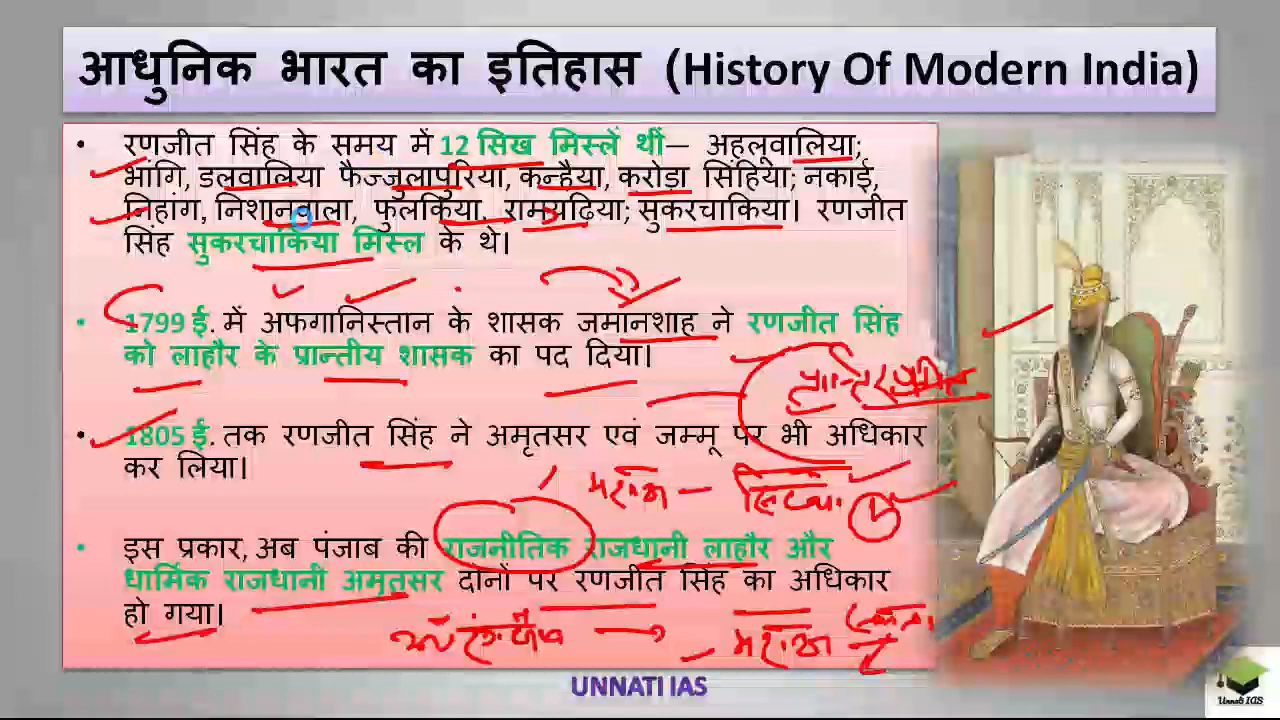 आधुनिक भारत का इतिहास (History Of Modern India)
• रणजीत सिंह के समय में 12 सिख मिस्लें थीं— अहलूवालिया;
भांगि, डलवालिया फैज्जुलापुरिया, कन्हैया, करोड़ा सिंहिया; नकाई,
निहांग, निशानवाला, फुलकिया, रामगढ़िया; सुकरचाकिया। रणजीत
सिंह सुकरचाकिया मिस्ल के थे।
• 1799 ई. में अफगानिस्तान के शासक जमानशाह ने रणजीत सिंह
को लाहौर के प्रान्तीय शासक का पद दिया।
• 1805 ई. तक रणजीत सिंह ने अमृतसर एवं जम्मू पर भी अधिकार
कर लिया।
• इस प्रकार, अब पंजाब की राजनीतिक राजधानी लाहौर और
धार्मिक राजधानी अमृतसर दोनों पर रणजीत सिंह का अधिकार
हो गया।
UNNATI IAS
Unnati IAS